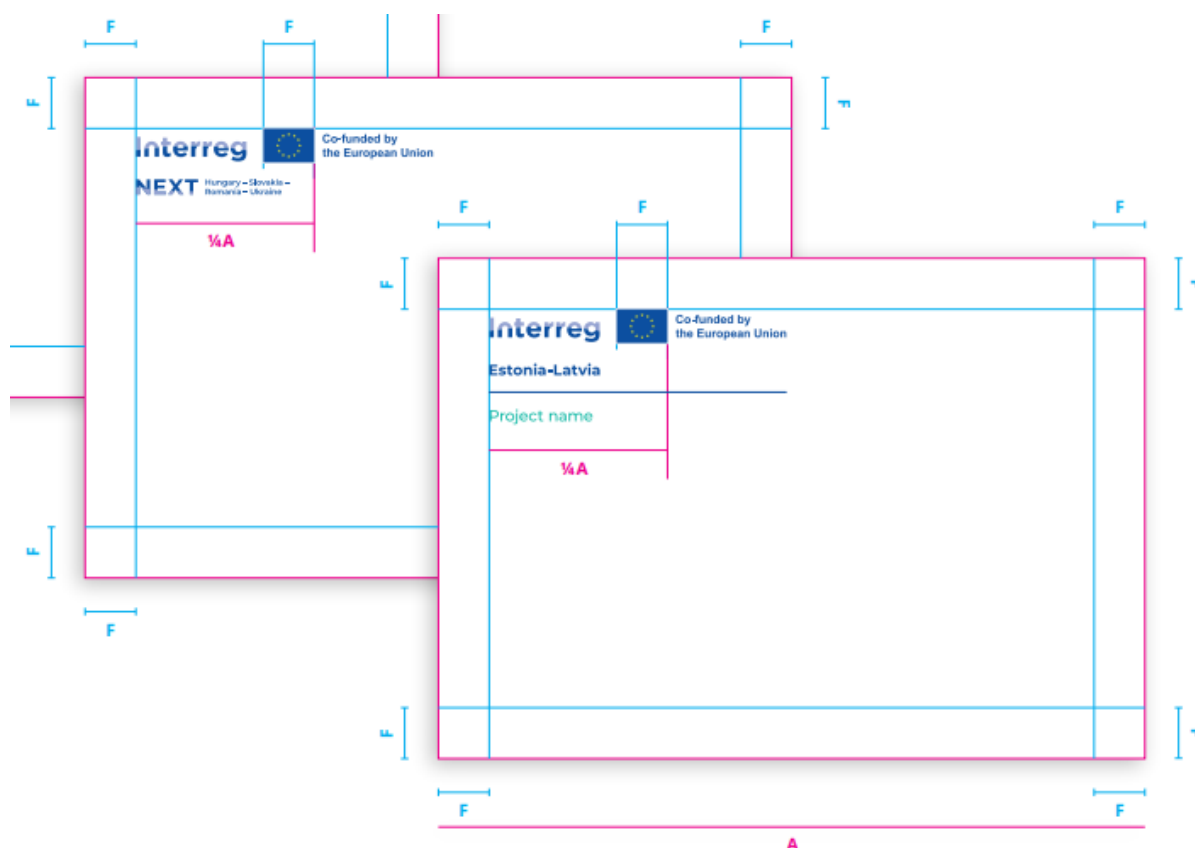 F
F
F
F
F
Interreg
Co-funded by
the European Union
NEXT
Hungary – Slovakia –
Romania – Ukraine
¼A
F
F
F
F
F
Interreg
Co-funded by
the European Union
Estonia-Latvia
Project name
¼A
F
F
F
F
F
A